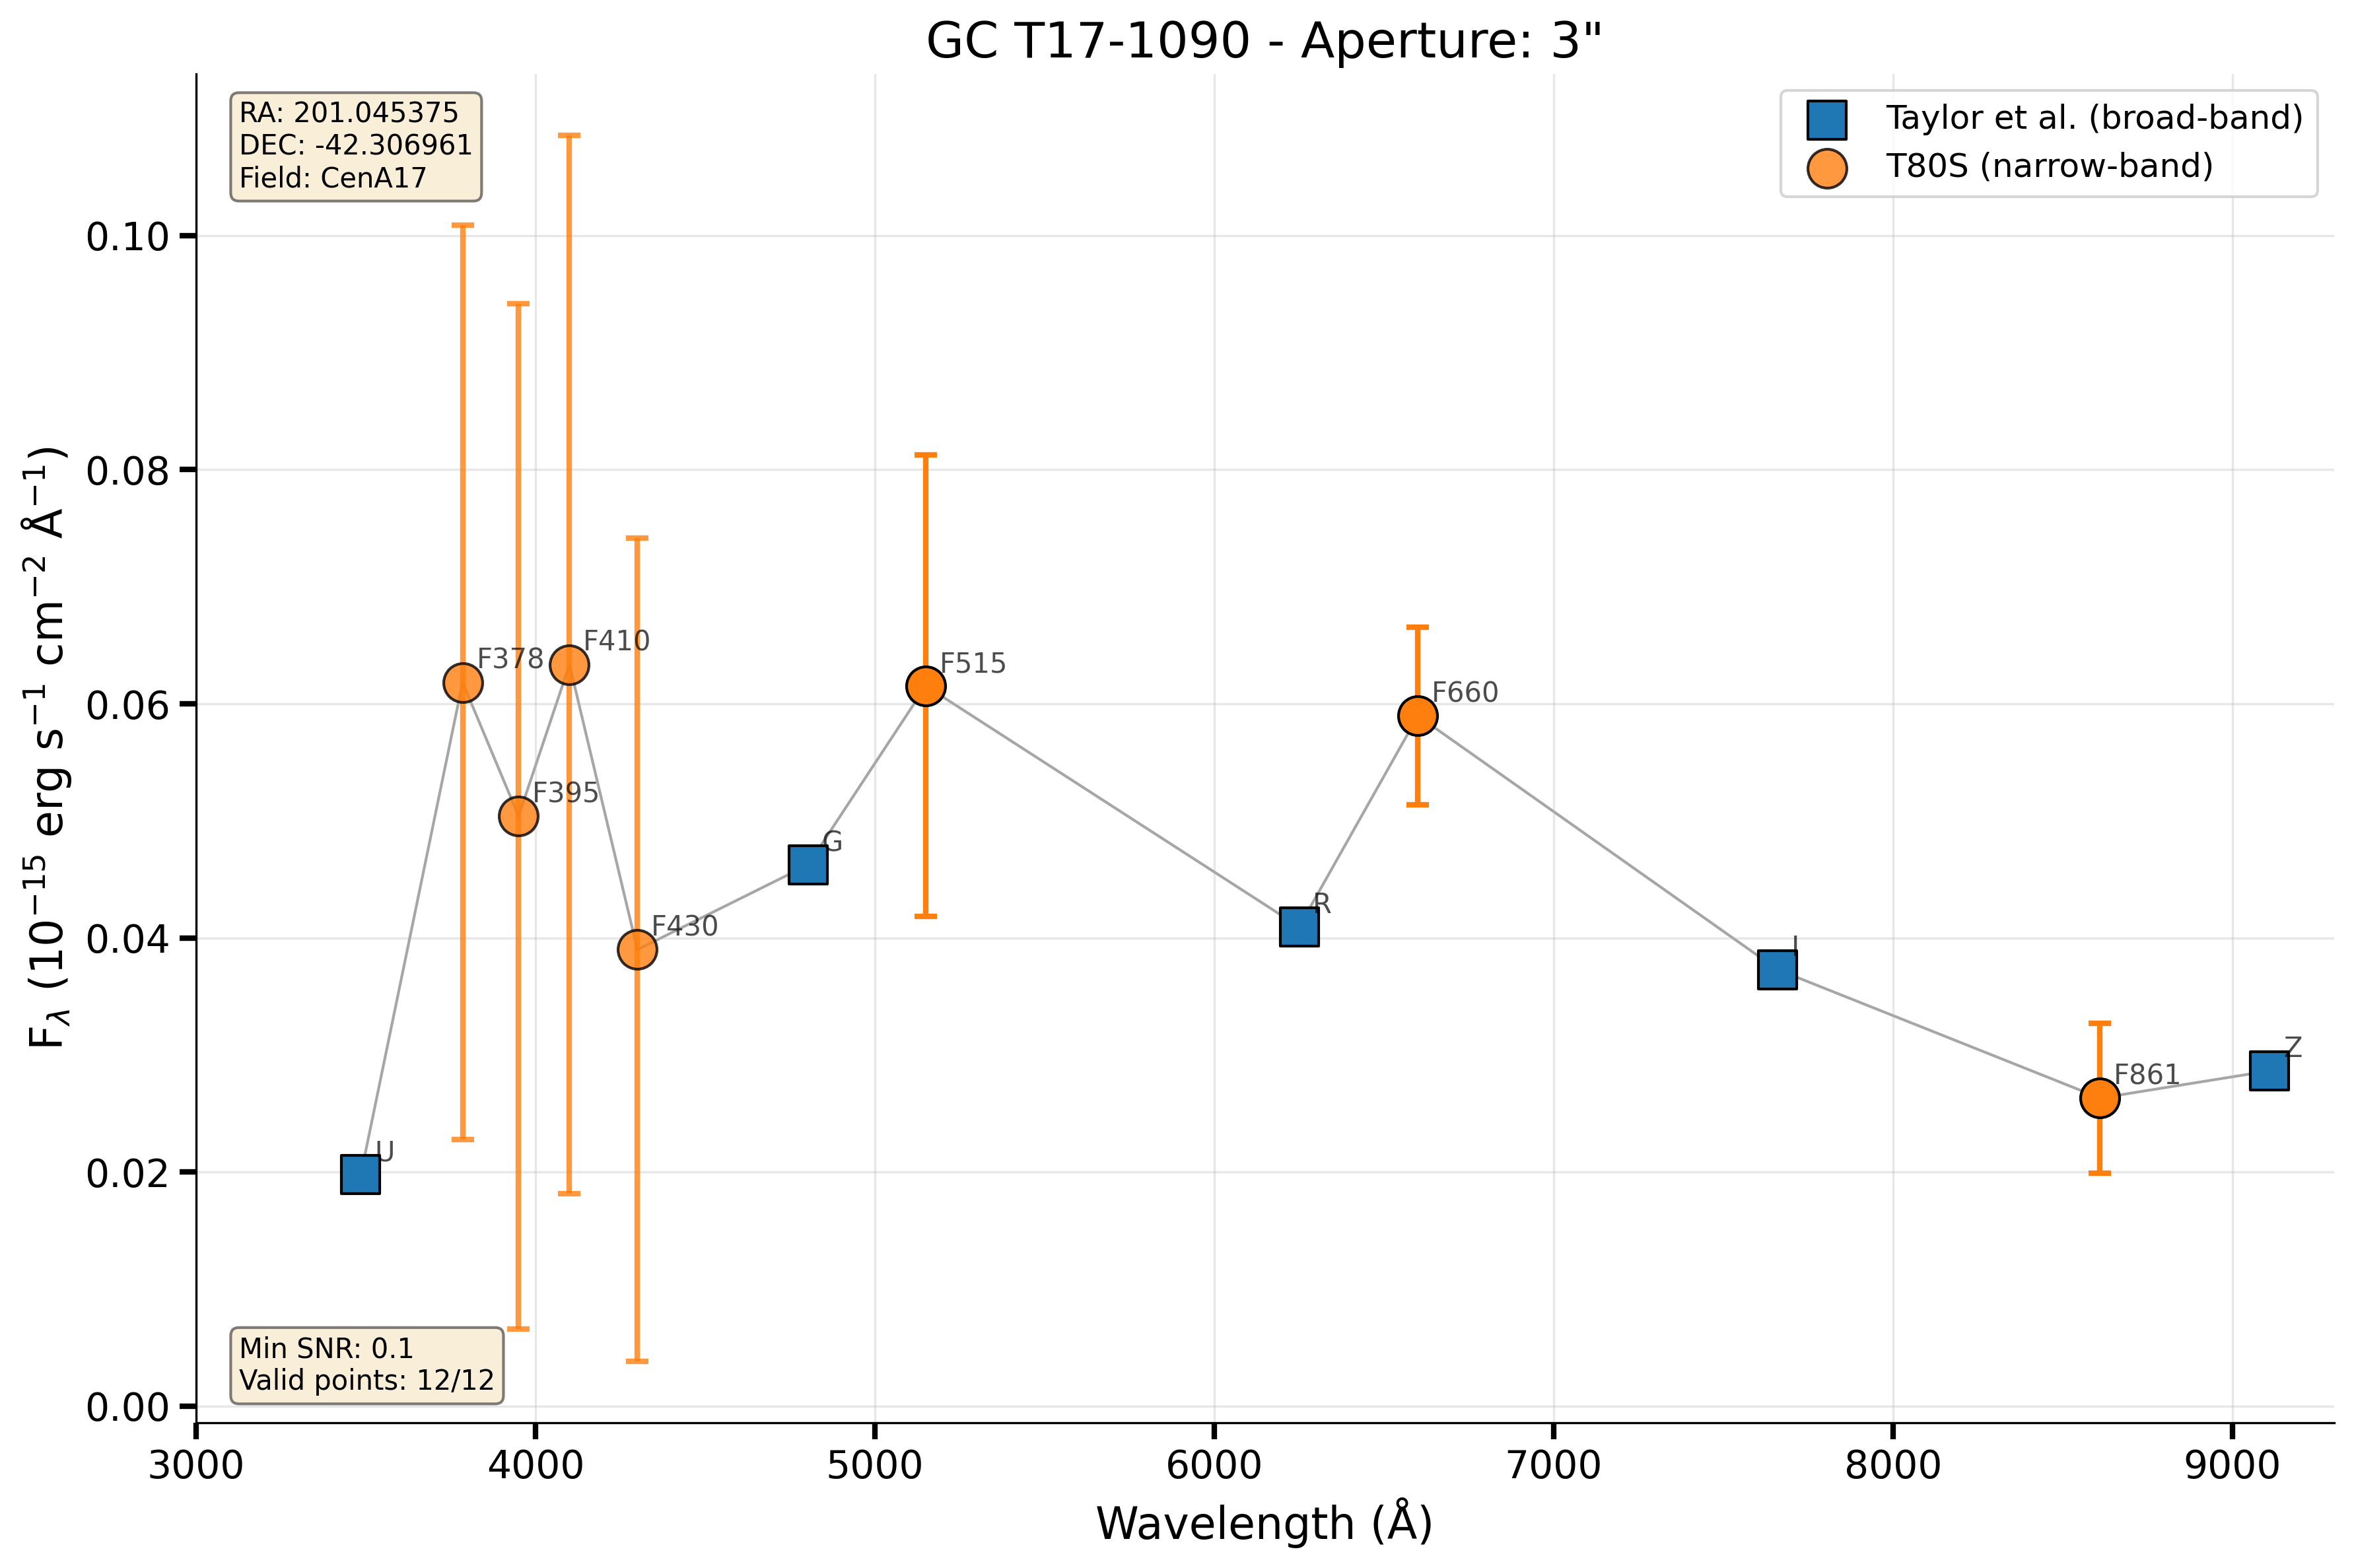 GC T17-1090 - Aperture: 3"
RA: 201.045375
DEC: -42.306961
Field: CenA17
Taylor et al. (broad-band)
T80S (narrow-band)
0.10
0.08
0.06
0.04
0.02
0.00
F_λ (10⁻¹⁵ erg s⁻¹ cm⁻² Å⁻¹)
U
F378
F395
F410
F430
G
F515
R
F660
I
F861
Z
Min SNR: 0.1
Valid points: 12/12
3000 4000 5000 6000 7000 8000 9000
Wavelength (Å)